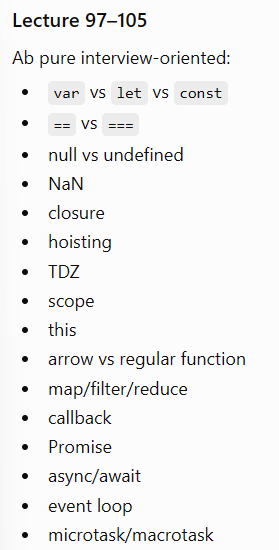 Lecture 97–105
Ab pure interview-oriented:
• var vs let vs const
• == vs ===
• null vs undefined
• NaN
• closure
• hoisting
• TDZ
• scope
• this
• arrow vs regular function
• map/filter/reduce
• callback
• Promise
• async/await
• event loop
• microtask/macrotask